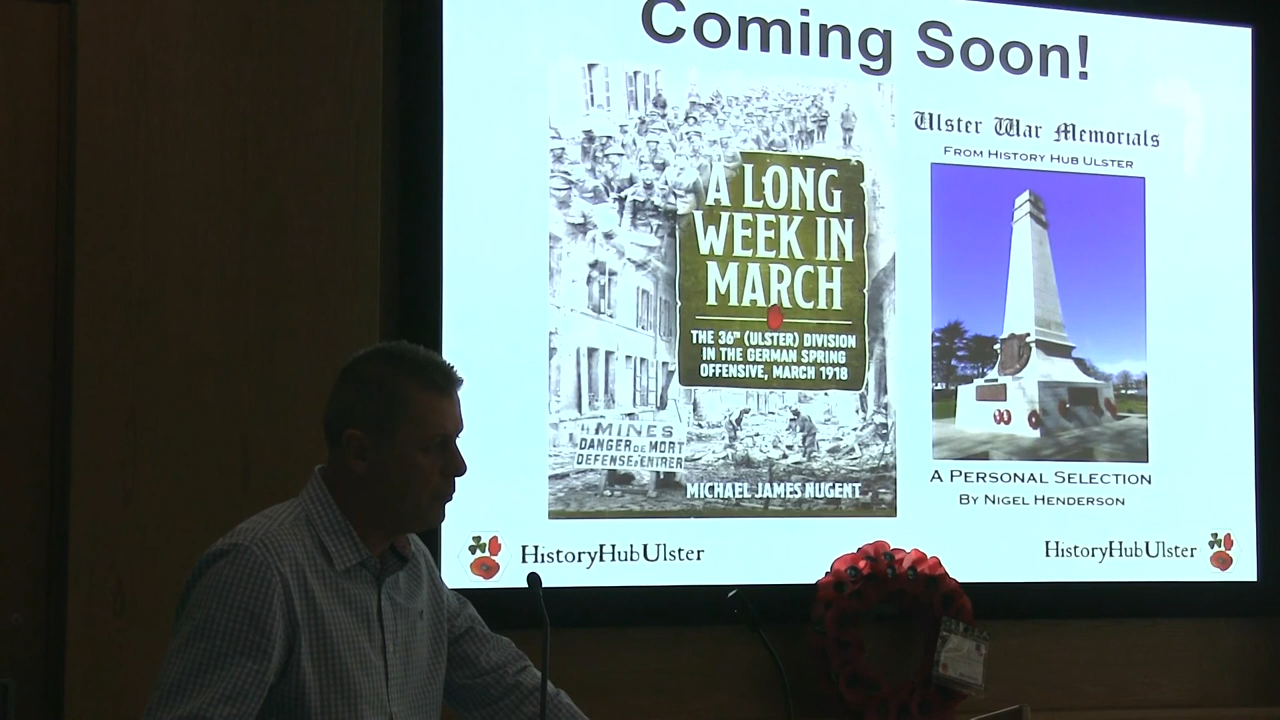 Coming Soon!
A LONG
WEEK IN
MARCH
THE 36TH (ULSTER) DIVISION
IN THE GERMAN SPRING
OFFENSIVE, MARCH 1918
MINES
DANGER DE MORT
DEFENSE D'ENTRER
MICHAEL JAMES NUGENT
Ulster War Memorials
FROM HISTORY HUB ULSTER
A PERSONAL SELECTION
BY NIGEL HENDERSON
HistoryHubUlster
HistoryHubUlster